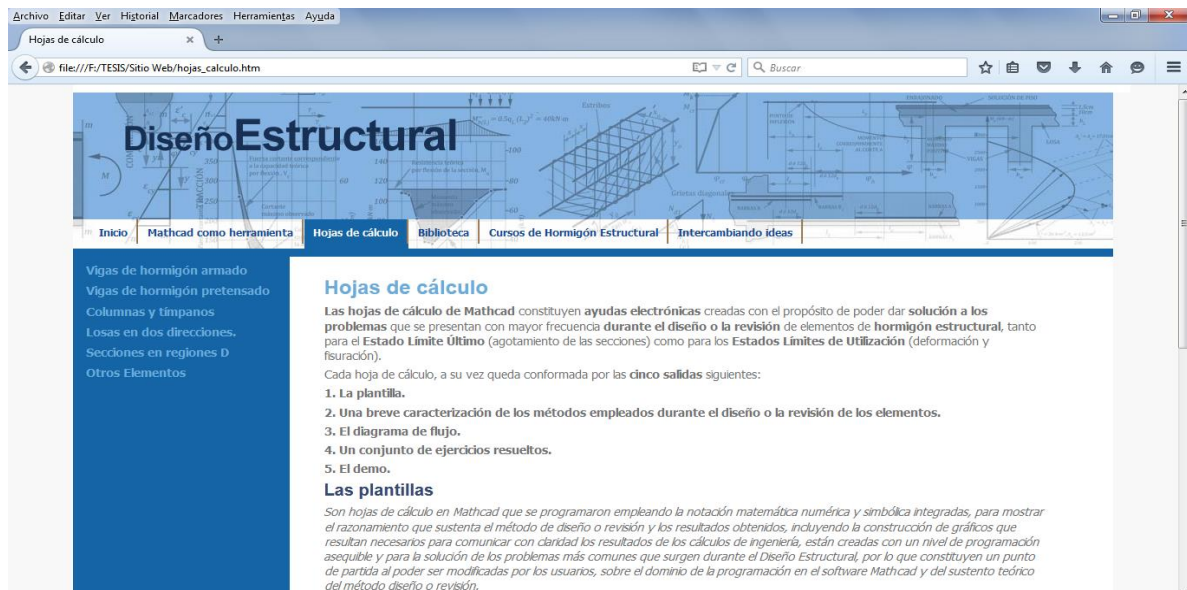 Archivo Editar Ver Historial Marcadores Herramientas Ayuda
Hojas de cálculo
file:///F:/TESIS/Sitio Web/hojas_calculo.htm
Buscar
DiseñoEstructural
Estribos
Grietas diagonales
Inicio
Mathcad como herramienta
Hojas de cálculo
Biblioteca
Cursos de Hormigón Estructural
Intercambiando ideas
Vigas de hormigón armado
Vigas de hormigón pretensado
Columnas y tímpanos
Losas en dos direcciones.
Secciones en regiones D
Otros Elementos
Hojas de cálculo
Las hojas de cálculo de Mathcad constituyen ayudas electrónicas creadas con el propósito de poder dar solución a los
problemas que se presentan con mayor frecuencia durante el diseño o la revisión de elementos de hormigón estructural, tanto
para el Estado Límite Último (agotamiento de las secciones) como para los Estados Límites de Utilización (deformación y
fisuración).
Cada hoja de cálculo, a su vez queda conformada por las cinco salidas siguientes:
1. La plantilla.
2. Una breve caracterización de los métodos empleados durante el diseño o la revisión de los elementos.
3. El diagrama de flujo.
4. Un conjunto de ejercicios resueltos.
5. El demo.
Las plantillas
Son hojas de cálculo en Mathcad que se programaron empleando la notación matemática numérica y simbólica integradas, para mostrar
el razonamiento que sustenta el método de diseño o revisión y los resultados obtenidos, incluyendo la construcción de gráficos que
resultan necesarios para comunicar con claridad los resultados de los cálculos de ingeniería, están creadas con un nivel de programación
asequible y para la solución de los problemas más comunes que surgen durante el Diseño Estructural, por lo que constituyen un punto
de partida al poder ser modificadas por los usuarios, sobre el dominio de la programación en el software Mathcad y del sustento teórico
del método diseño o revisión.